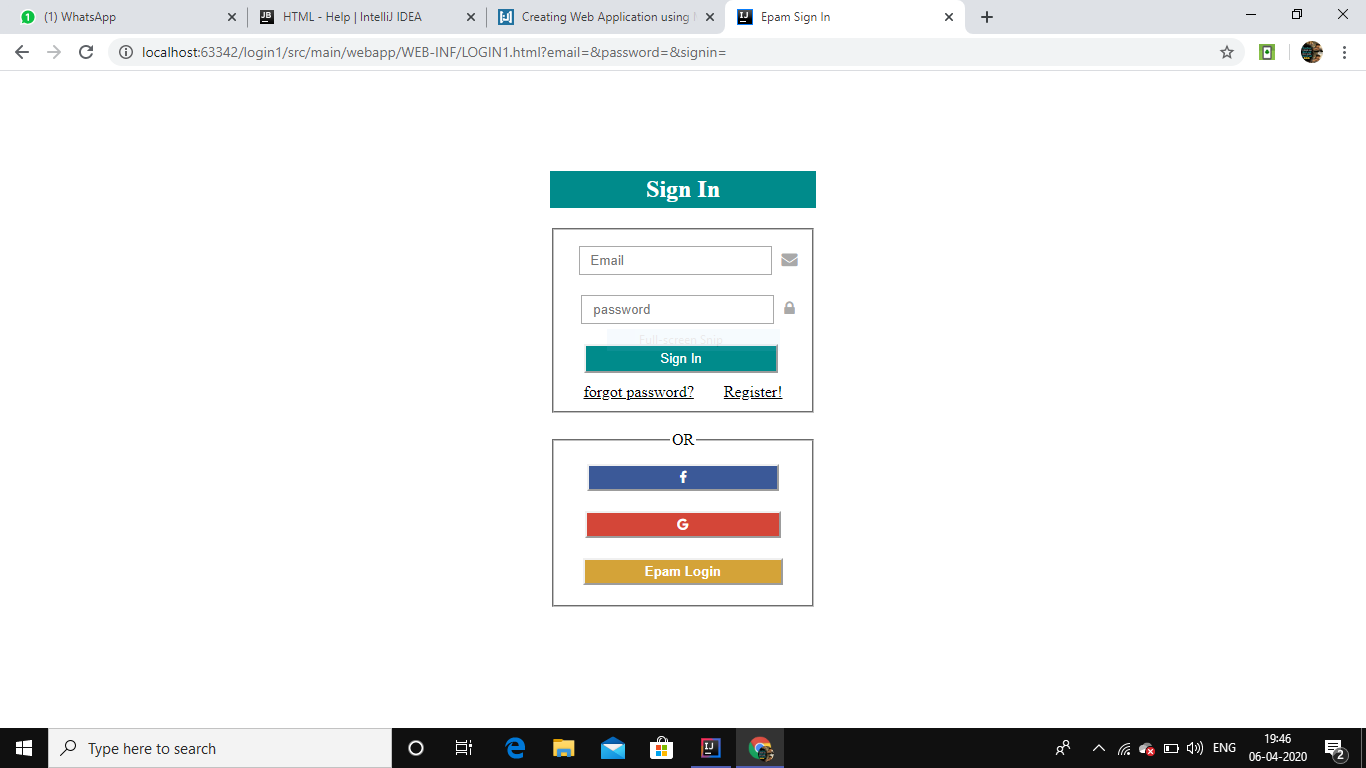 (1) WhatsApp
HTML - Help | IntelliJ IDEA
Creating Web Application using
Epam Sign In
localhost:63342/login1/src/main/webapp/WEB-INF/LOGIN1.html?email=&password=&signin=
Sign In
Email
password
Full-screen Snip
Sign In
forgot password? Register!
OR
f
G
Epam Login
Type here to search
ENG
19:46
06-04-2020
2